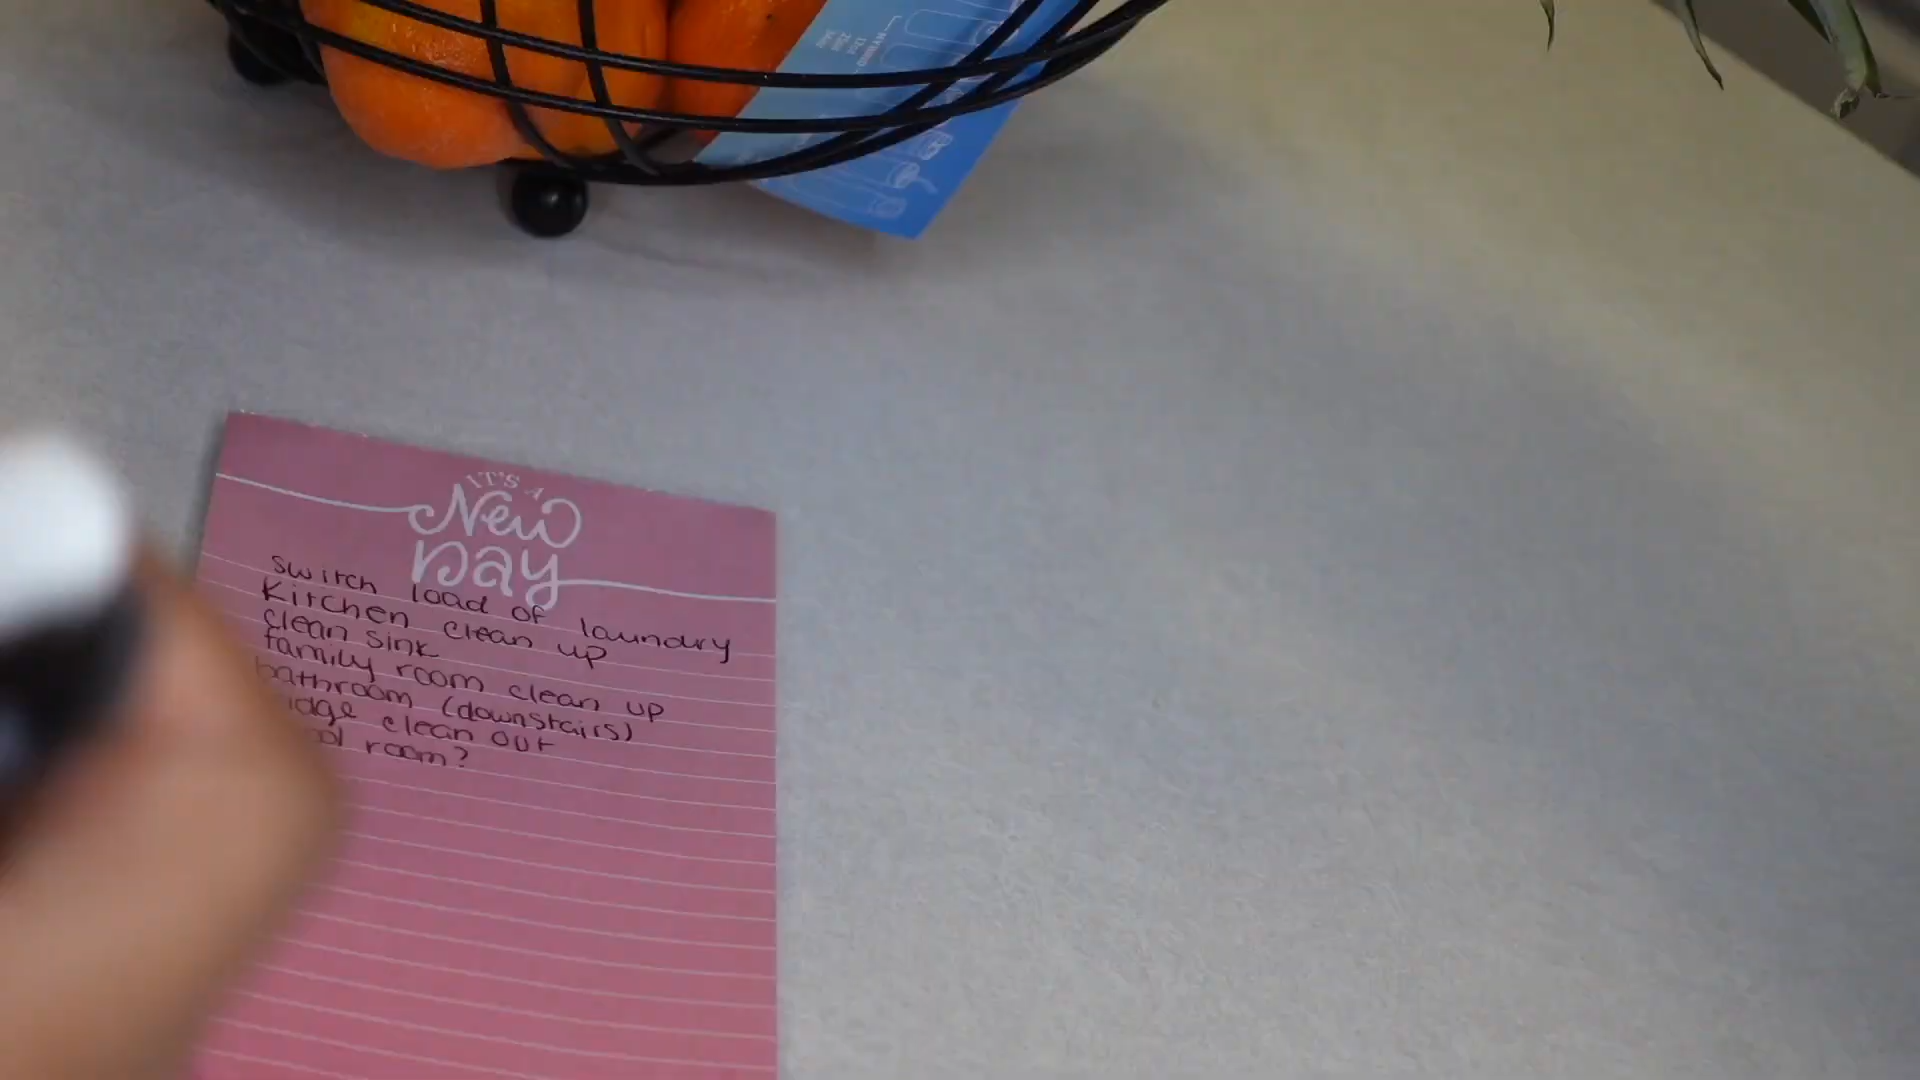 IT'S A
New
Day
switch load of laundry
Kitchen clean up
clean sink
family room clean up
bathroom (downstairs)
clean out
room?